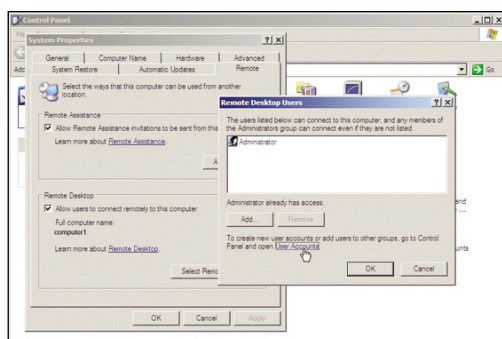 Control Panel
System Properties
General
Computer Name
Hardware
Advanced
System Restore
Automatic Updates
Remote
Select the ways that this computer can be used from another
location.
Remote Assistance
Allow Remote Assistance invitations to be sent from this
Learn more about Remote Assistance.
Remote Desktop
Allow users to connect remotely to this computer
Full computer name:
computer1
Learn more about Remote Desktop.
Select Remo
OK
Cancel
Apply
Go
Remote Desktop Users
The users listed below can connect to this computer, and any members of
the Administrators group can connect even if they are not listed.
Administrator
Administrator already has access.
Add...
Remove
To create new user accounts or add users to other groups, go to Control
Panel and open User Accounts.
OK
Cancel